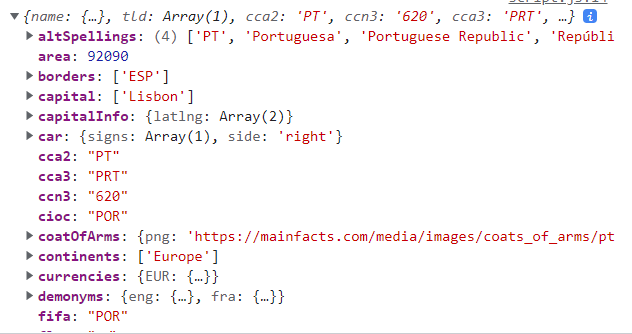 script.js:14
{name: {…}, tld: Array(1), cca2: 'PT', ccn3: '620', cca3: 'PRT', …}
altSpellings: (4) ['PT', 'Portuguesa', 'Portuguese Republic', 'Repúbli
area: 92090
borders: ['ESP']
capital: ['Lisbon']
capitalInfo: {latlng: Array(2)}
car: {signs: Array(1), side: 'right'}
cca2: "PT"
cca3: "PRT"
ccn3: "620"
cioc: "POR"
coatOfArms: {png: 'https://mainfacts.com/media/images/coats_of_arms/pt
continents: ['Europe']
currencies: {EUR: {…}}
demonyms: {eng: {…}, fra: {…}}
fifa: "POR"